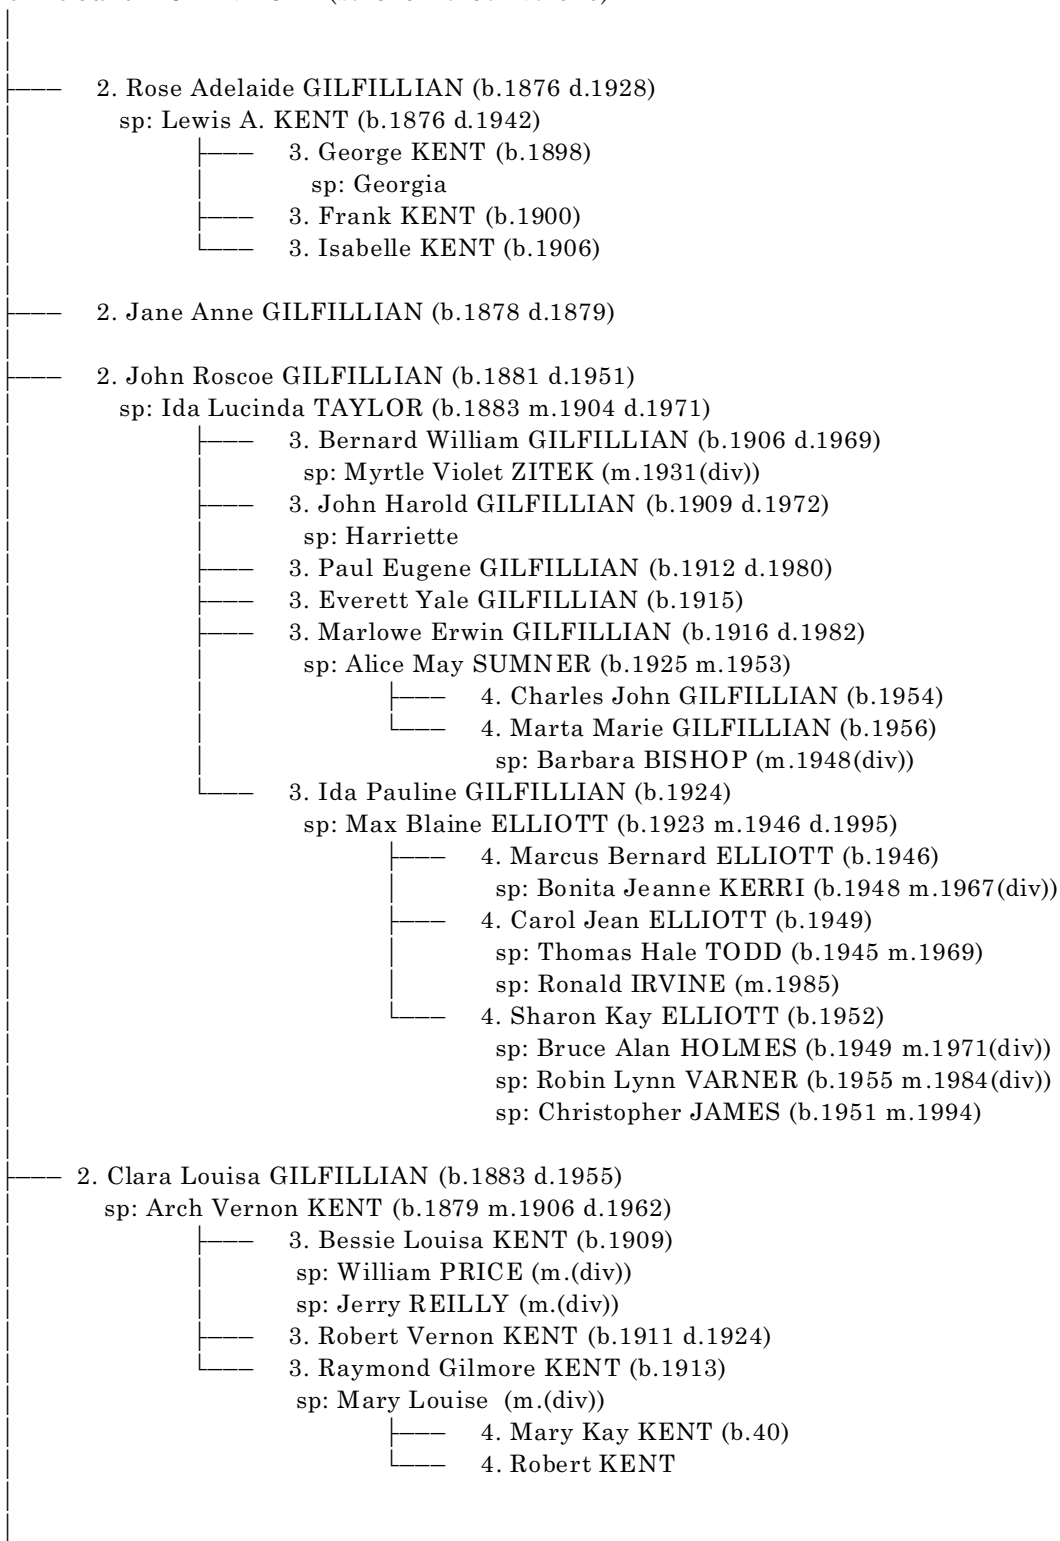 2. Rose Adelaide GILFILLIAN (b.1876 d.1928)
sp: Lewis A. KENT (b.1876 d.1942)
3. George KENT (b.1898)
sp: Georgia
3. Frank KENT (b.1900)
3. Isabelle KENT (b.1906)
2. Jane Anne GILFILLIAN (b.1878 d.1879)
2. John Roscoe GILFILLIAN (b.1881 d.1951)
sp: Ida Lucinda TAYLOR (b.1883 m.1904 d.1971)
3. Bernard William GILFILLIAN (b.1906 d.1969)
sp: Myrtle Violet ZITEK (m.1931(div))
3. John Harold GILFILLIAN (b.1909 d.1972)
sp: Harriette
3. Paul Eugene GILFILLIAN (b.1912 d.1980)
3. Everett Yale GILFILLIAN (b.1915)
3. Marlowe Erwin GILFILLIAN (b.1916 d.1982)
sp: Alice May SUMNER (b.1925 m.1953)
4. Charles John GILFILLIAN (b.1954)
4. Marta Marie GILFILLIAN (b.1956)
sp: Barbara BISHOP (m.1948(div))
3. Ida Pauline GILFILLIAN (b.1924)
sp: Max Blaine ELLIOTT (b.1923 m.1946 d.1995)
4. Marcus Bernard ELLIOTT (b.1946)
sp: Bonita Jeanne KERRI (b.1948 m.1967(div))
4. Carol Jean ELLIOTT (b.1949)
sp: Thomas Hale TODD (b.1945 m.1969)
sp: Ronald IRVINE (m.1985)
4. Sharon Kay ELLIOTT (b.1952)
sp: Bruce Alan HOLMES (b.1949 m.1971(div))
sp: Robin Lynn VARNER (b.1955 m.1984(div))
sp: Christopher JAMES (b.1951 m.1994)
2. Clara Louisa GILFILLIAN (b.1883 d.1955)
sp: Arch Vernon KENT (b.1879 m.1906 d.1962)
3. Bessie Louisa KENT (b.1909)
sp: William PRICE (m.(div))
sp: Jerry REILLY (m.(div))
3. Robert Vernon KENT (b.1911 d.1924)
3. Raymond Gilmore KENT (b.1913)
sp: Mary Louise (m.(div))
4. Mary Kay KENT (b.40)
4. Robert KENT